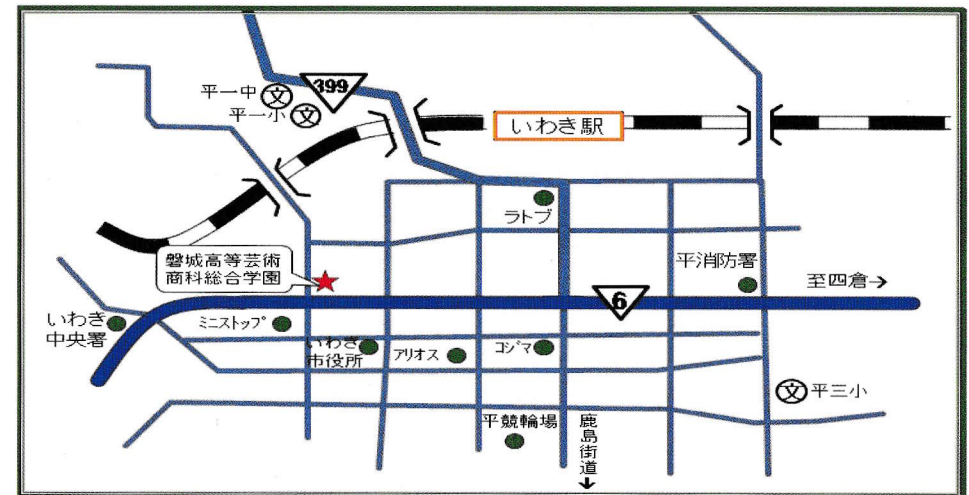 399
平一中
文
平一小
文
いわき駅
ラトブ
磐城高等芸術
商科総合学園
平消防署
至四倉→
6
いわき
中央署
ミニストップ
いわき
市役所
アリオス
コジマ
文
平三小
平競輪場
鹿島街道
↓